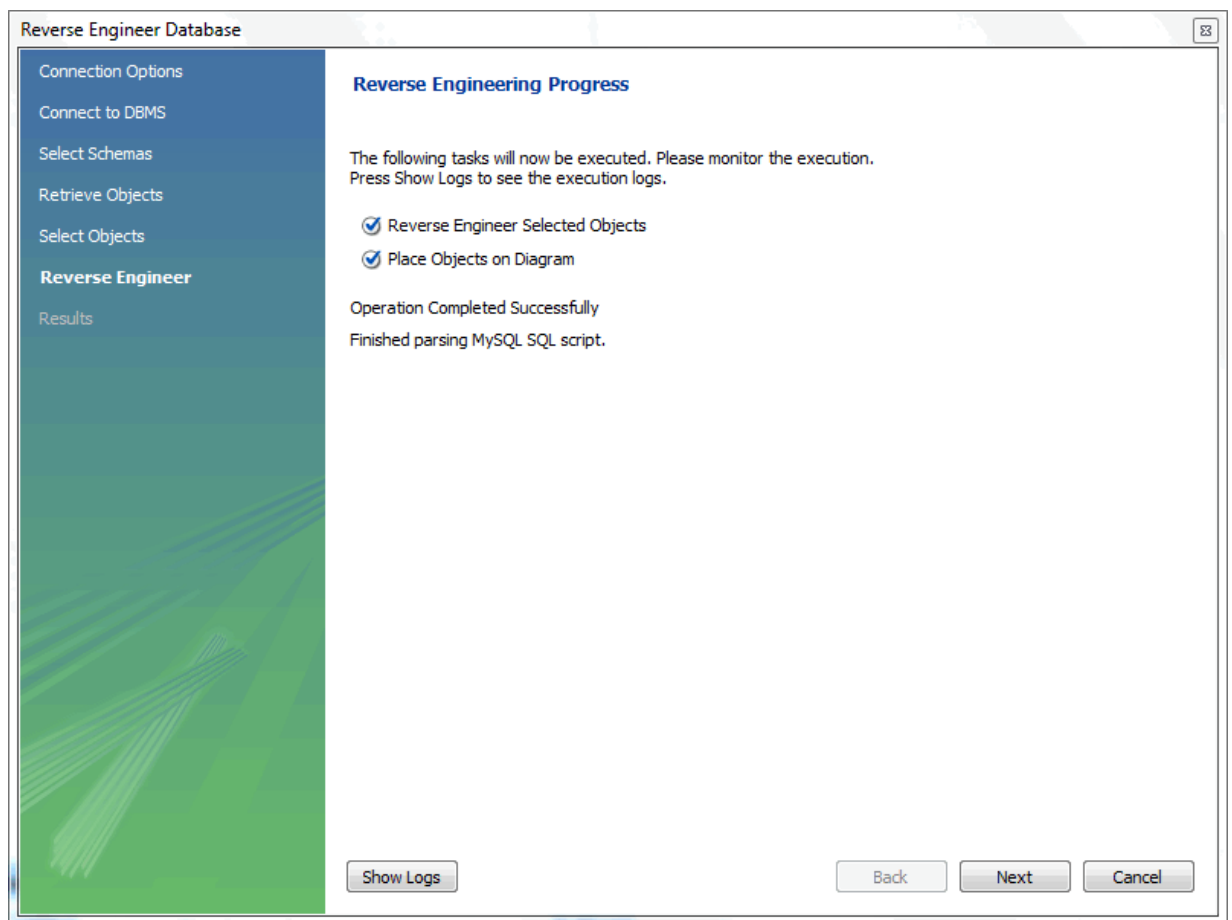 Reverse Engineer Database
Connection Options
Connect to DBMS
Select Schemas
Retrieve Objects
Select Objects
Reverse Engineer
Results
Reverse Engineering Progress
The following tasks will now be executed. Please monitor the execution.
Press Show Logs to see the execution logs.
Reverse Engineer Selected Objects
Place Objects on Diagram
Operation Completed Successfully
Finished parsing MySQL SQL script.
Show Logs
Back
Next
Cancel